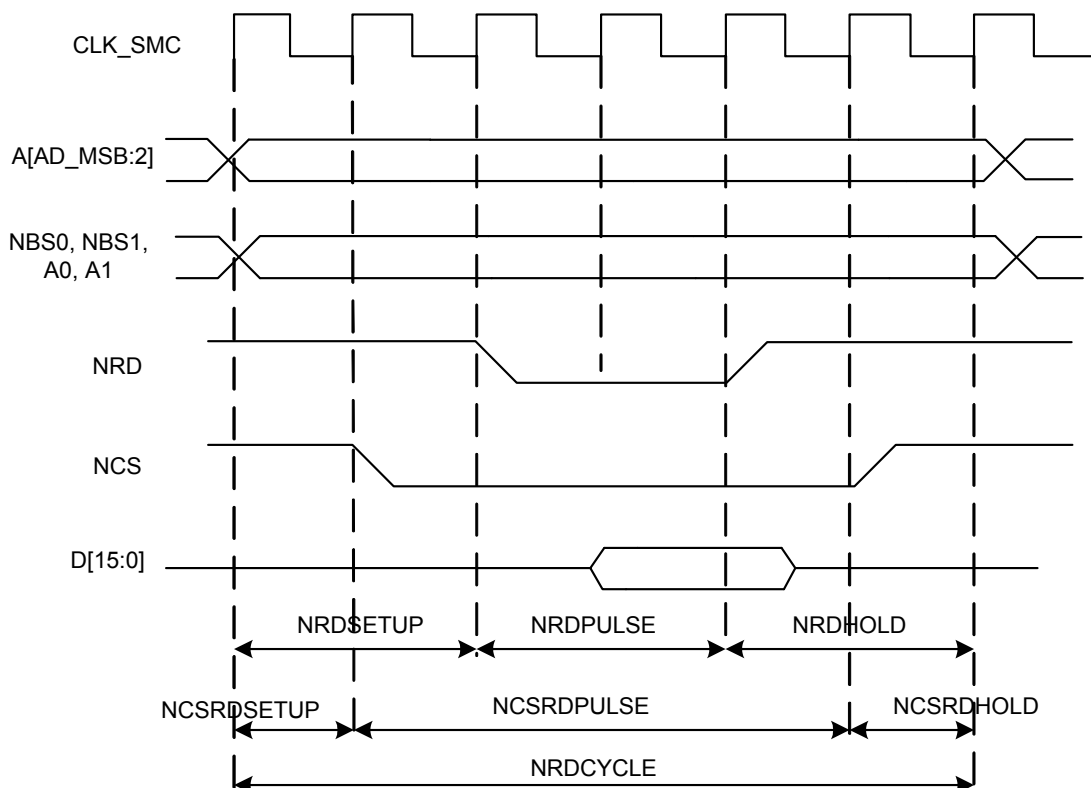 CLK_SMC
A[AD_MSB:2]
NBS0, NBS1,
A0, A1
NRD
NCS
D[15:0]
NRDSETUP NRDPULSE NRDHOLD
NCSRDSETUP NCSRDPULSE NCSRDHOLD
NRDCYCLE